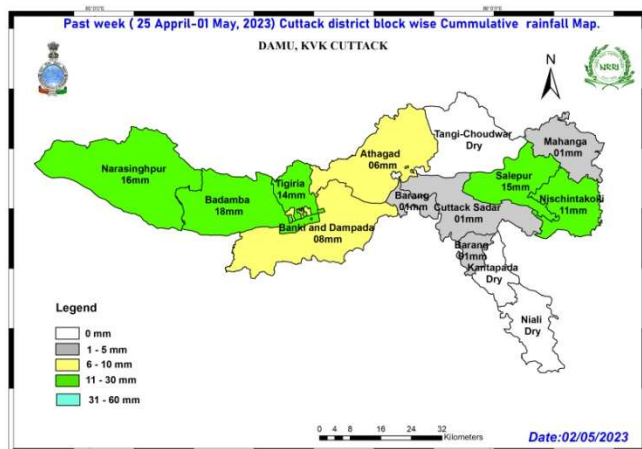 Past week ( 25 Appril-01 May, 2023) Cuttack district block wise Cummulative rainfall Map.
DAMU, KVK CUTTACK
N
NRRI
Tangi-Choudwar
Dry
Mahanga
01mm
Athagad
06mm
Narasinghpur
16mm
Tigiria
14mm
Salepur
15mm
Badamba
18mm
Barang
01mm
Cuttack Sadar
01mm
Nischintakoili
11mm
Banki and Dampada
08mm
Barang
01mm
Kantapada
Dry
Niali
Dry
Legend
0 mm
1 - 5 mm
6 - 10 mm
11 - 30 mm
31 - 60 mm
0 4 8 16 24 32
Kilometers
Date:02/05/2023